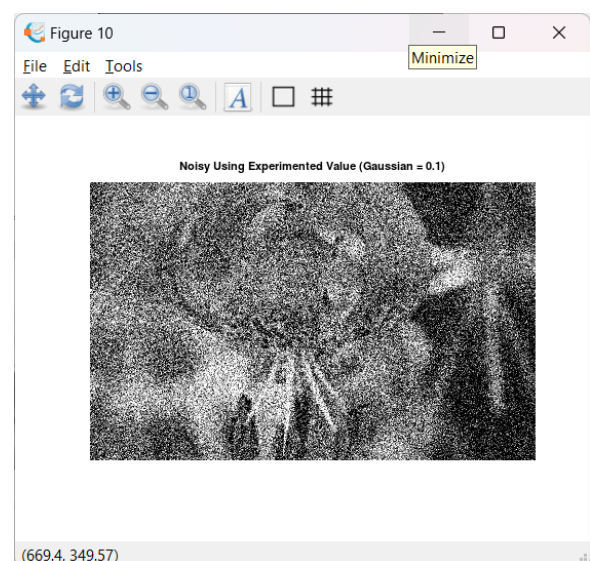 Figure 10
Minimize
File Edit Tools
A
Noisy Using Experimented Value (Gaussian = 0.1)
(669.4, 349.57)